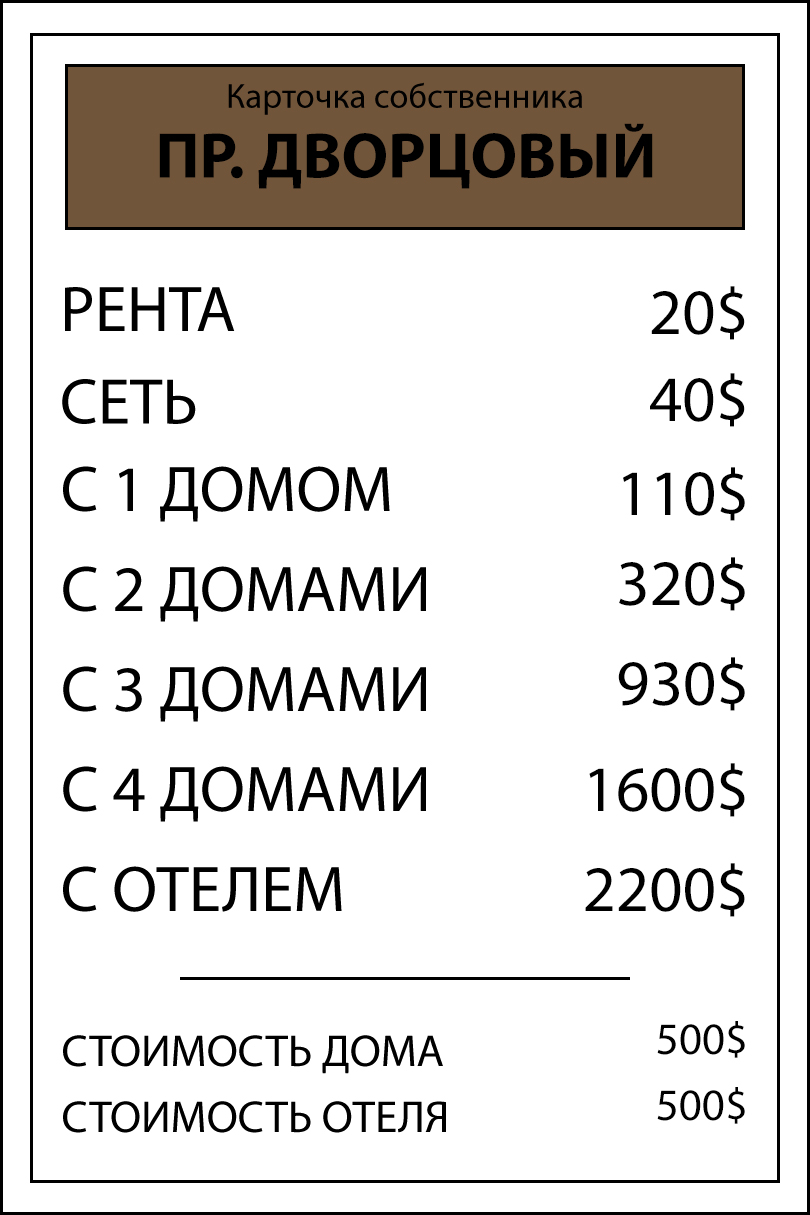 Карточка собственника
ПР. ДВОРЦОВЫЙ
РЕНТА 20$
СЕТЬ 40$
С 1 ДОМОМ 110$
С 2 ДОМАМИ 320$
С 3 ДОМАМИ 930$
С 4 ДОМАМИ 1600$
С ОТЕЛЕМ 2200$
СТОИМОСТЬ ДОМА 500$
СТОИМОСТЬ ОТЕЛЯ 500$